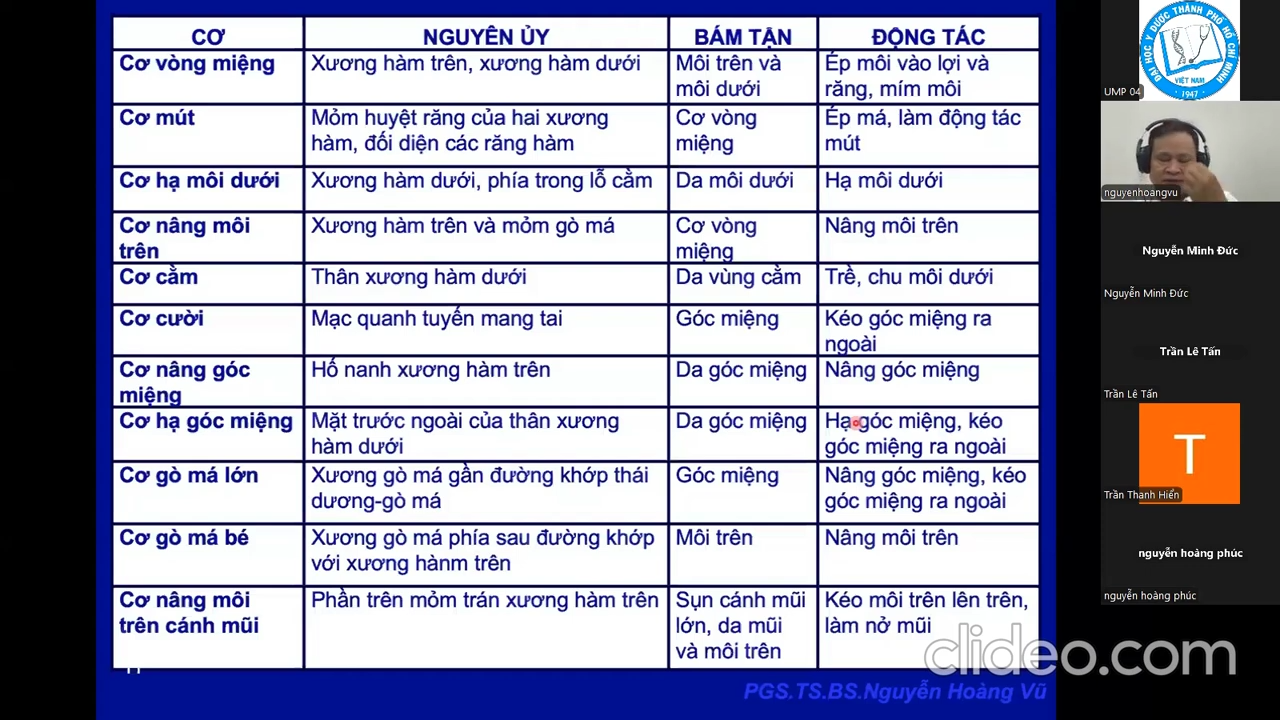 CƠ NGUYÊN ỦY BÁM TẬN ĐỘNG TÁC
Cơ vòng miệng Xương hàm trên, xương hàm dưới Môi trên và Ép môi vào lợi và
môi dưới răng, mím môi
Cơ mút Mỏm huyệt răng của hai xương Cơ vòng Ép má, làm động tác
hàm, đối diện các răng hàm miệng mút
Cơ hạ môi dưới Xương hàm dưới, phía trong lỗ cằm Da môi dưới Hạ môi dưới
Cơ nâng môi Xương hàm trên và mỏm gò má Cơ vòng Nâng môi trên
trên miệng
Cơ cằm Thân xương hàm dưới Da vùng cằm Trề, chu môi dưới
Cơ cười Mạc quanh tuyến mang tai Góc miệng Kéo góc miệng ra
ngoài
Cơ nâng góc Hố nanh xương hàm trên Da góc miệng Nâng góc miệng
miệng
Cơ hạ góc miệng Mặt trước ngoài của thân xương Da góc miệng Hạ góc miệng, kéo
hàm dưới góc miệng ra ngoài
Cơ gò má lớn Xương gò má gần đường khớp thái Góc miệng Nâng góc miệng, kéo
dương-gò má góc miệng ra ngoài
Cơ gò má bé Xương gò má phía sau đường khớp Môi trên Nâng môi trên
với xương hànm trên
Cơ nâng môi Phần trên mỏm trán xương hàm trên Sụn cánh mũi Kéo môi trên lên trên,
trên cánh mũi lớn, da mũi làm nở mũi
và môi trên
PGS.TS.BS.Nguyễn Hoàng Vũ
clideo.com
ĐẠI HỌC Y DƯỢC THÀNH PHỐ HỒ CHÍ MINH
VIỆT NAM
1947
UMP 04
nguyenhoangvu
Nguyễn Minh Đức
Nguyễn Minh Đức
Trần Lê Tấn
Trần Lê Tấn
T
Trần Thanh Hiển
nguyễn hoàng phúc
nguyễn hoàng phúc